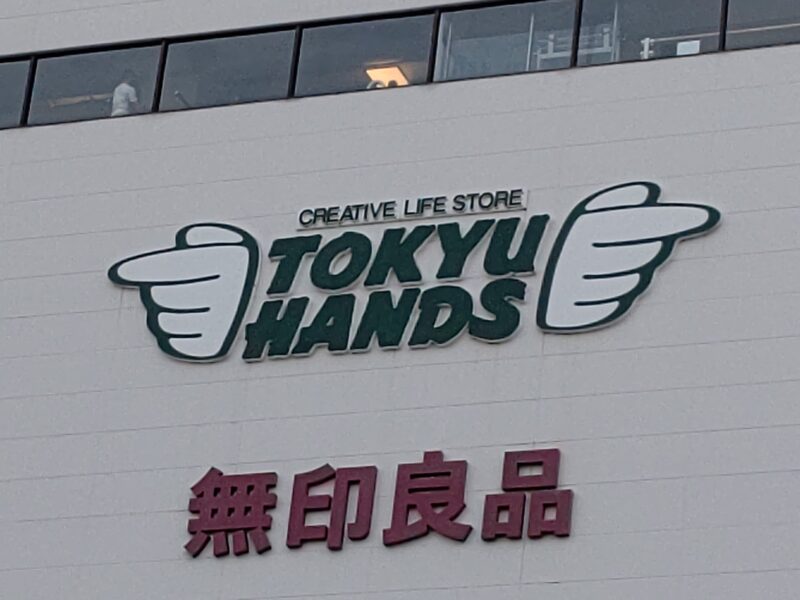 CREATIVE LIFE STORE
TOKYU
HANDS
無印良品